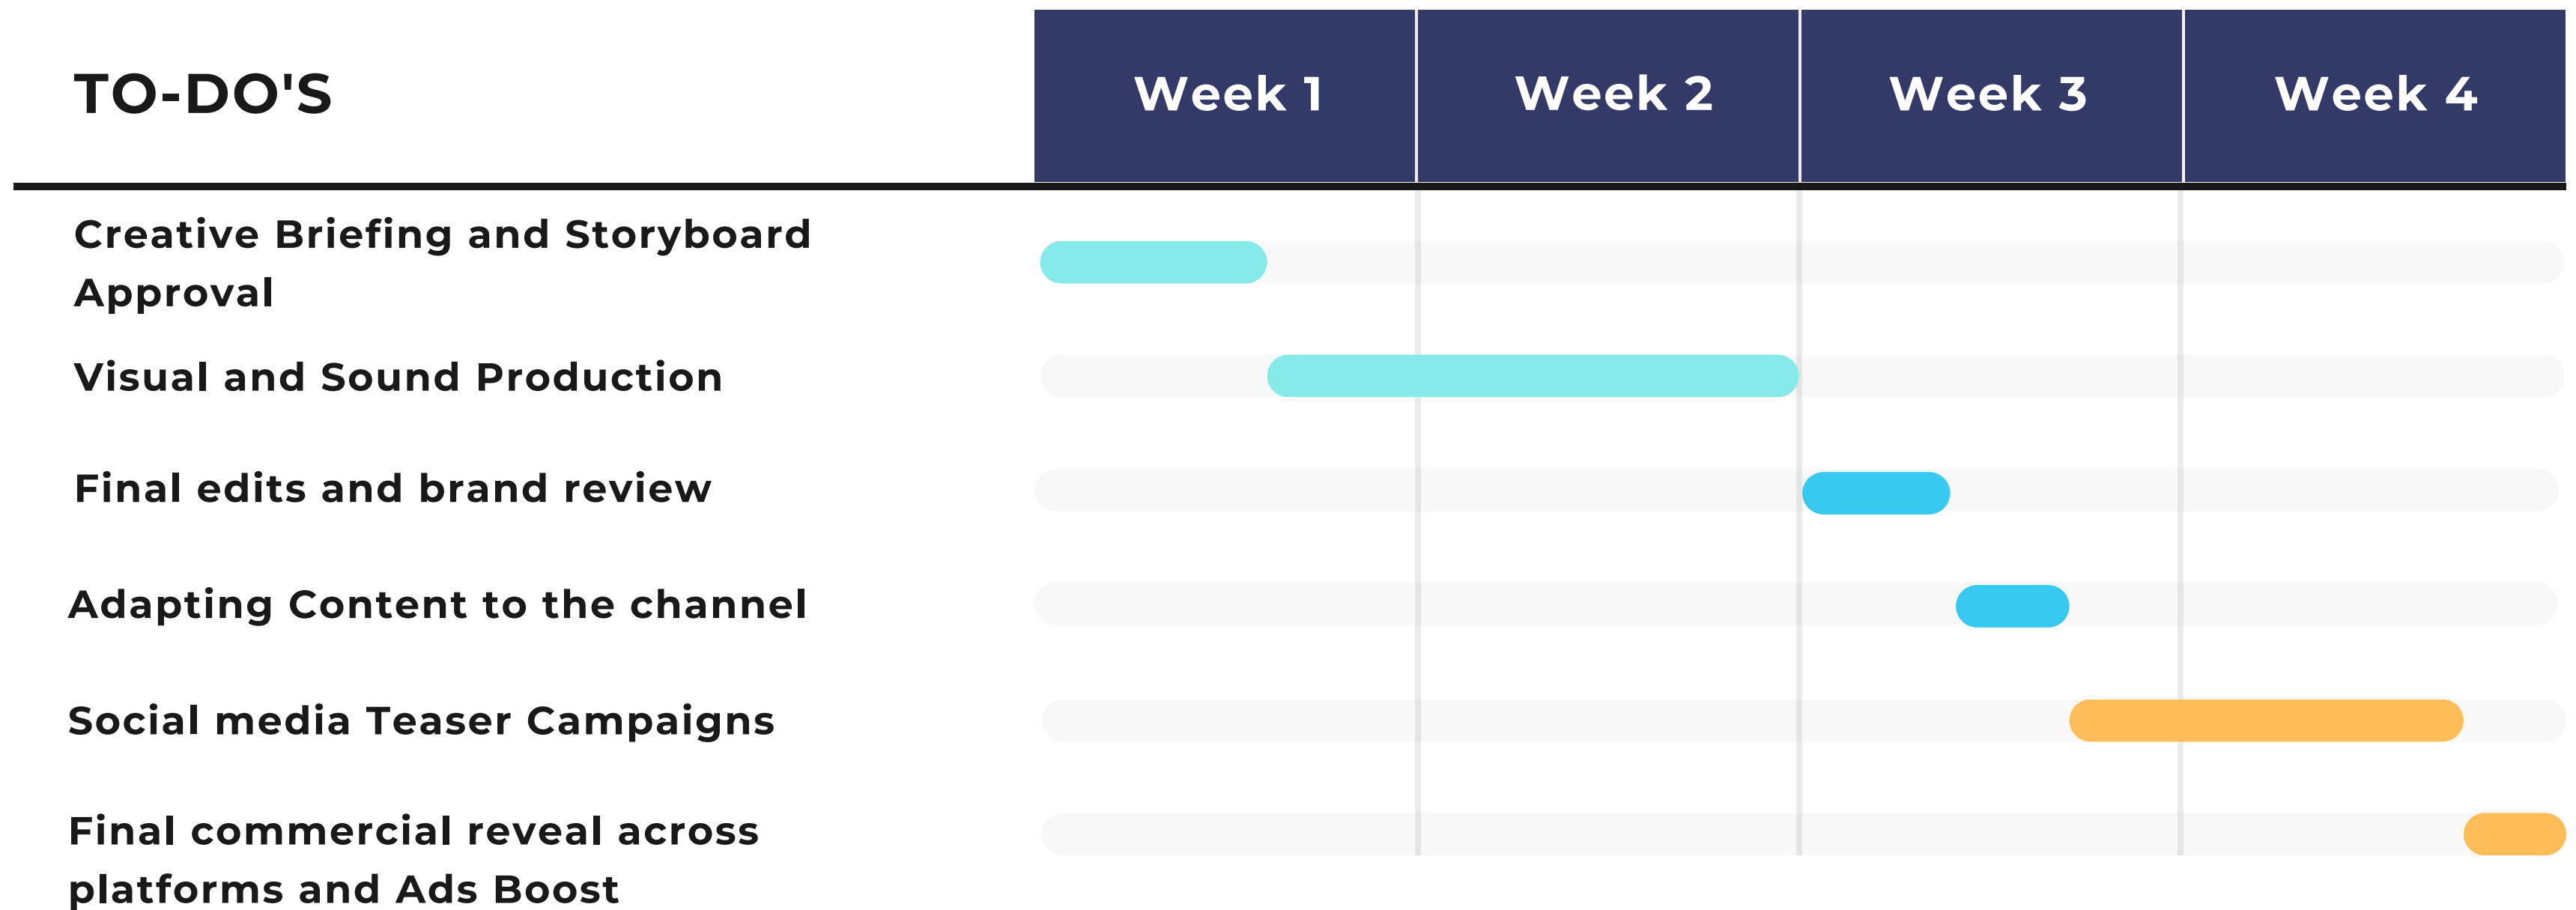 TO-DO'S
Week 1
Week 2
Week 3
Week 4
Creative Briefing and Storyboard
Approval
Visual and Sound Production
Final edits and brand review
Adapting Content to the channel
Social media Teaser Campaigns
Final commercial reveal across
platforms and Ads Boost